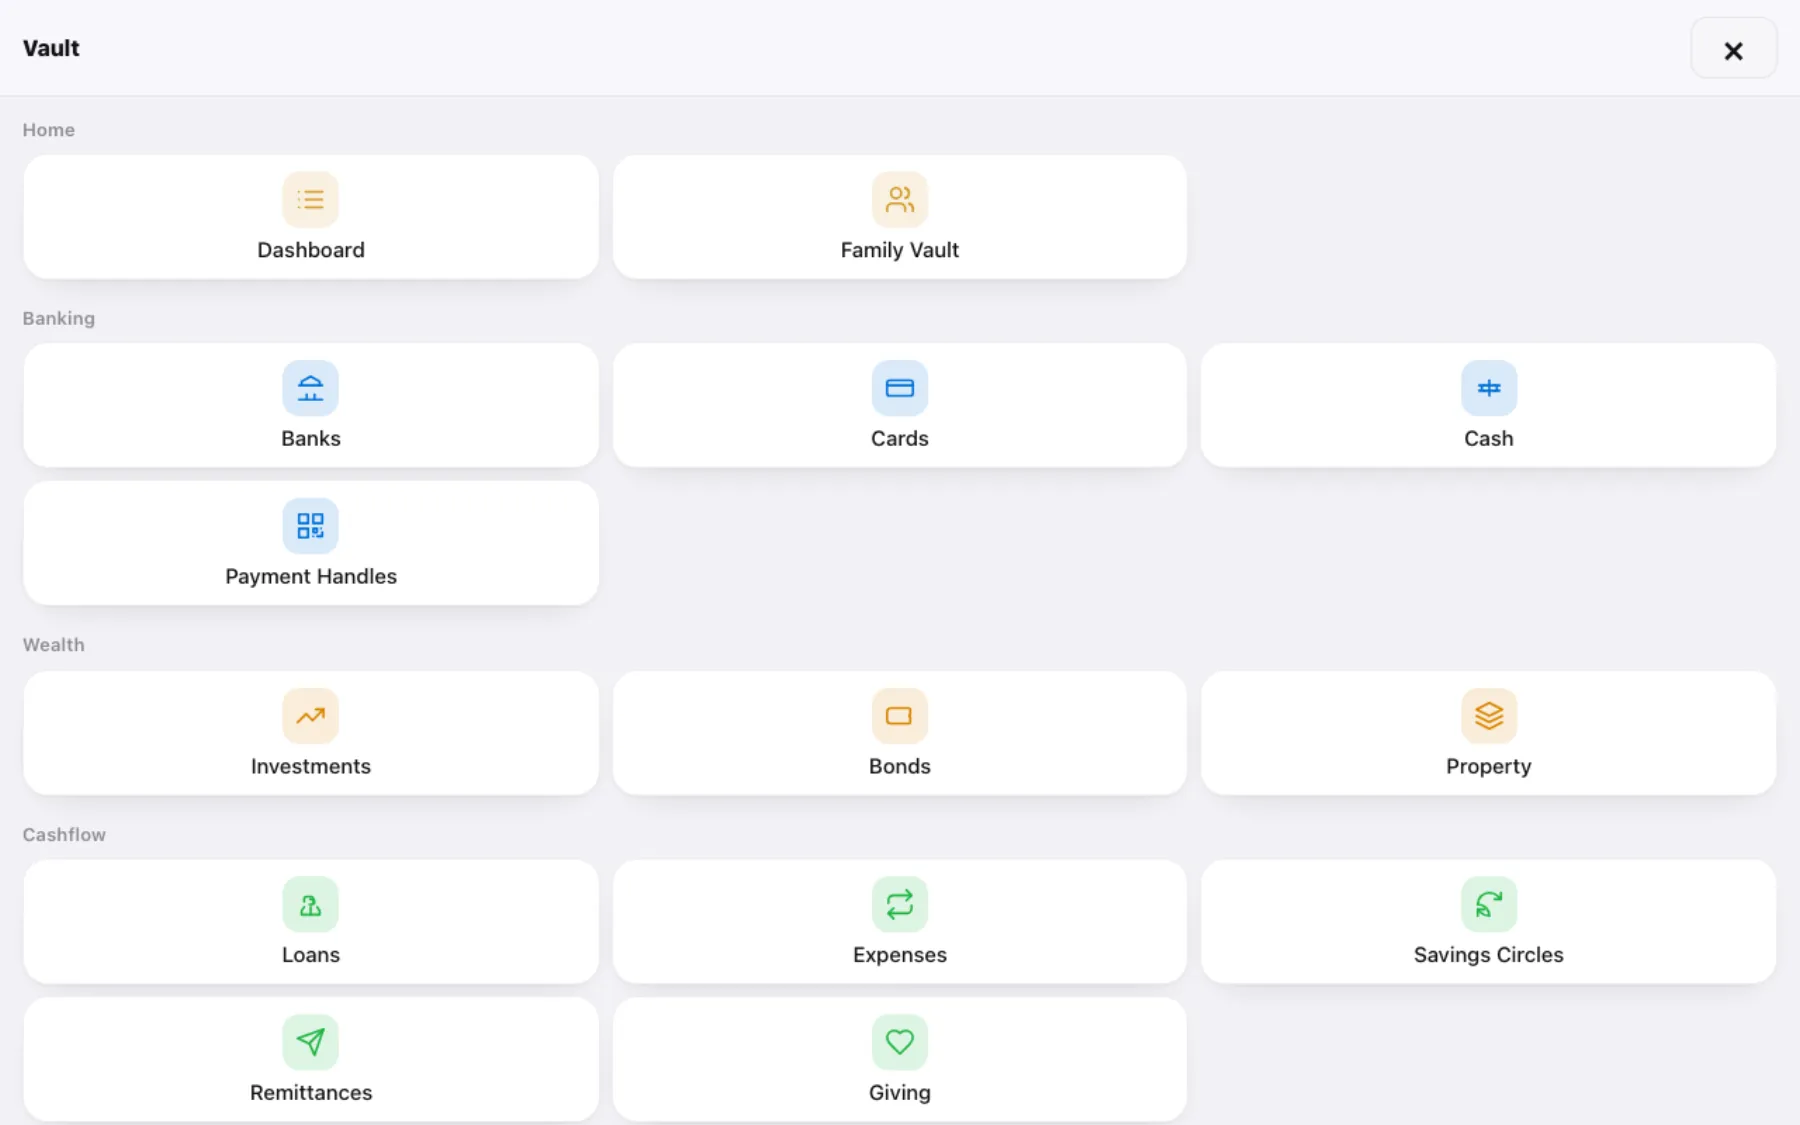 Vault
Home
Dashboard
Family Vault
Banking
Banks
Cards
Cash
Payment Handles
Wealth
Investments
Bonds
Property
Cashflow
Loans
Expenses
Savings Circles
Remittances
Giving